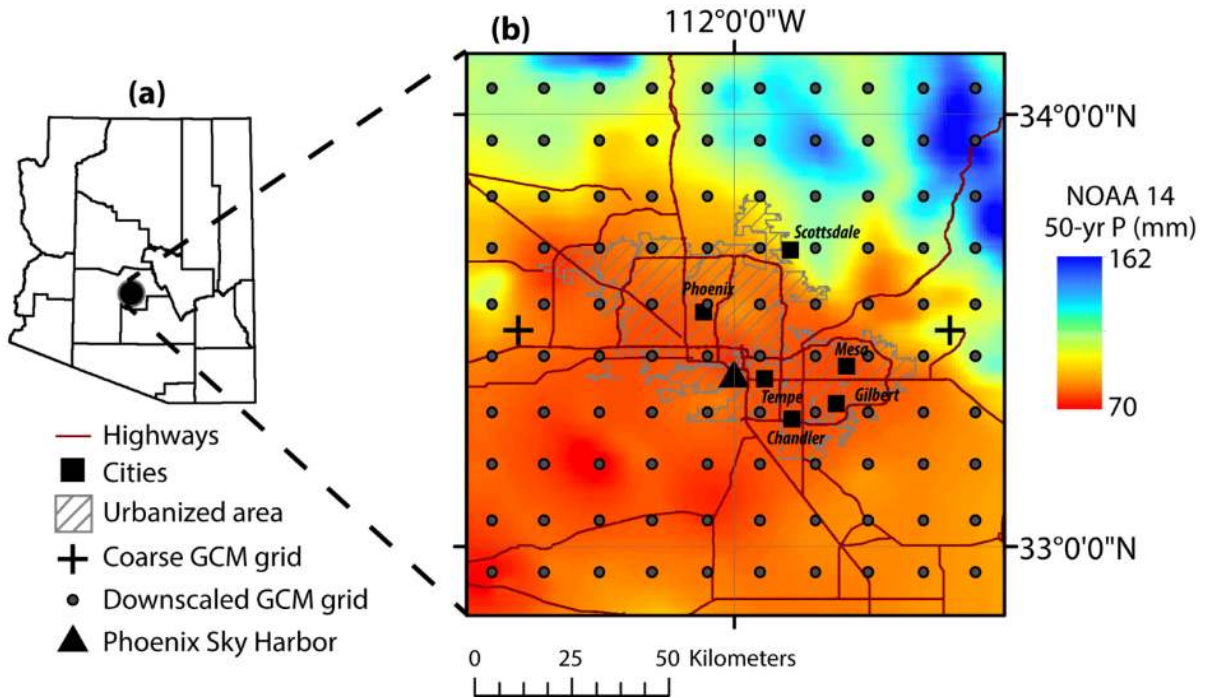 (a)
(b)
112°0'0"W
34°0'0"N
33°0'0"N
Scottsdale
Phoenix
Mesa
Tempe
Gilbert
Chandler
NOAA 14
50-yr P (mm)
162
70
Highways
Cities
Urbanized area
Coarse GCM grid
Downscaled GCM grid
Phoenix Sky Harbor
0 25 50 Kilometers